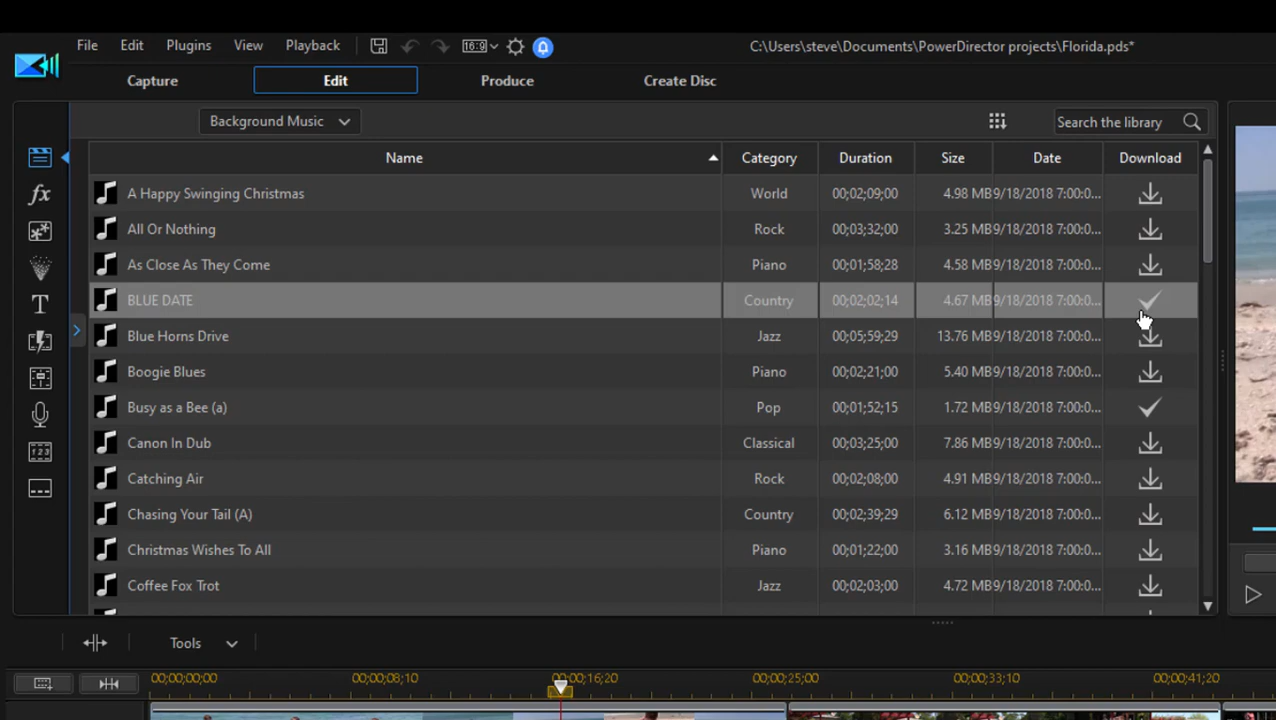 File Edit Plugins View Playback 16:9 C:\Users\steve\Documents\PowerDirector projects\Florida.pds*
Capture Edit Produce Create Disc
Background Music Search the library
Name Category Duration Size Date Download
A Happy Swinging Christmas World 00;02;09;00 4.98 MB 9/18/2018 7:00:0...
All Or Nothing Rock 00;03;32;00 3.25 MB 9/18/2018 7:00:0...
As Close As They Come Piano 00;01;58;28 4.58 MB 9/18/2018 7:00:0...
BLUE DATE Country 00;02;02;14 4.67 MB 9/18/2018 7:00:0...
Blue Horns Drive Jazz 00;05;59;29 13.76 MB 9/18/2018 7:00:0...
Boogie Blues Piano 00;02;21;00 5.40 MB 9/18/2018 7:00:0...
Busy as a Bee (a) Pop 00;01;52;15 1.72 MB 9/18/2018 7:00:0...
Canon In Dub Classical 00;03;25;00 7.86 MB 9/18/2018 7:00:0...
Catching Air Rock 00;02;08;00 4.91 MB 9/18/2018 7:00:0...
Chasing Your Tail (A) Country 00;02;39;29 6.12 MB 9/18/2018 7:00:0...
Christmas Wishes To All Piano 00;01;22;00 3.16 MB 9/18/2018 7:00:0...
Coffee Fox Trot Jazz 00;02;03;00 4.72 MB 9/18/2018 7:00:0...
fx
T
123
Tools
00;00;00;00 00;00;08;10 00;00;16;20 00;00;25;00 00;00;33;10 00;00;41;20